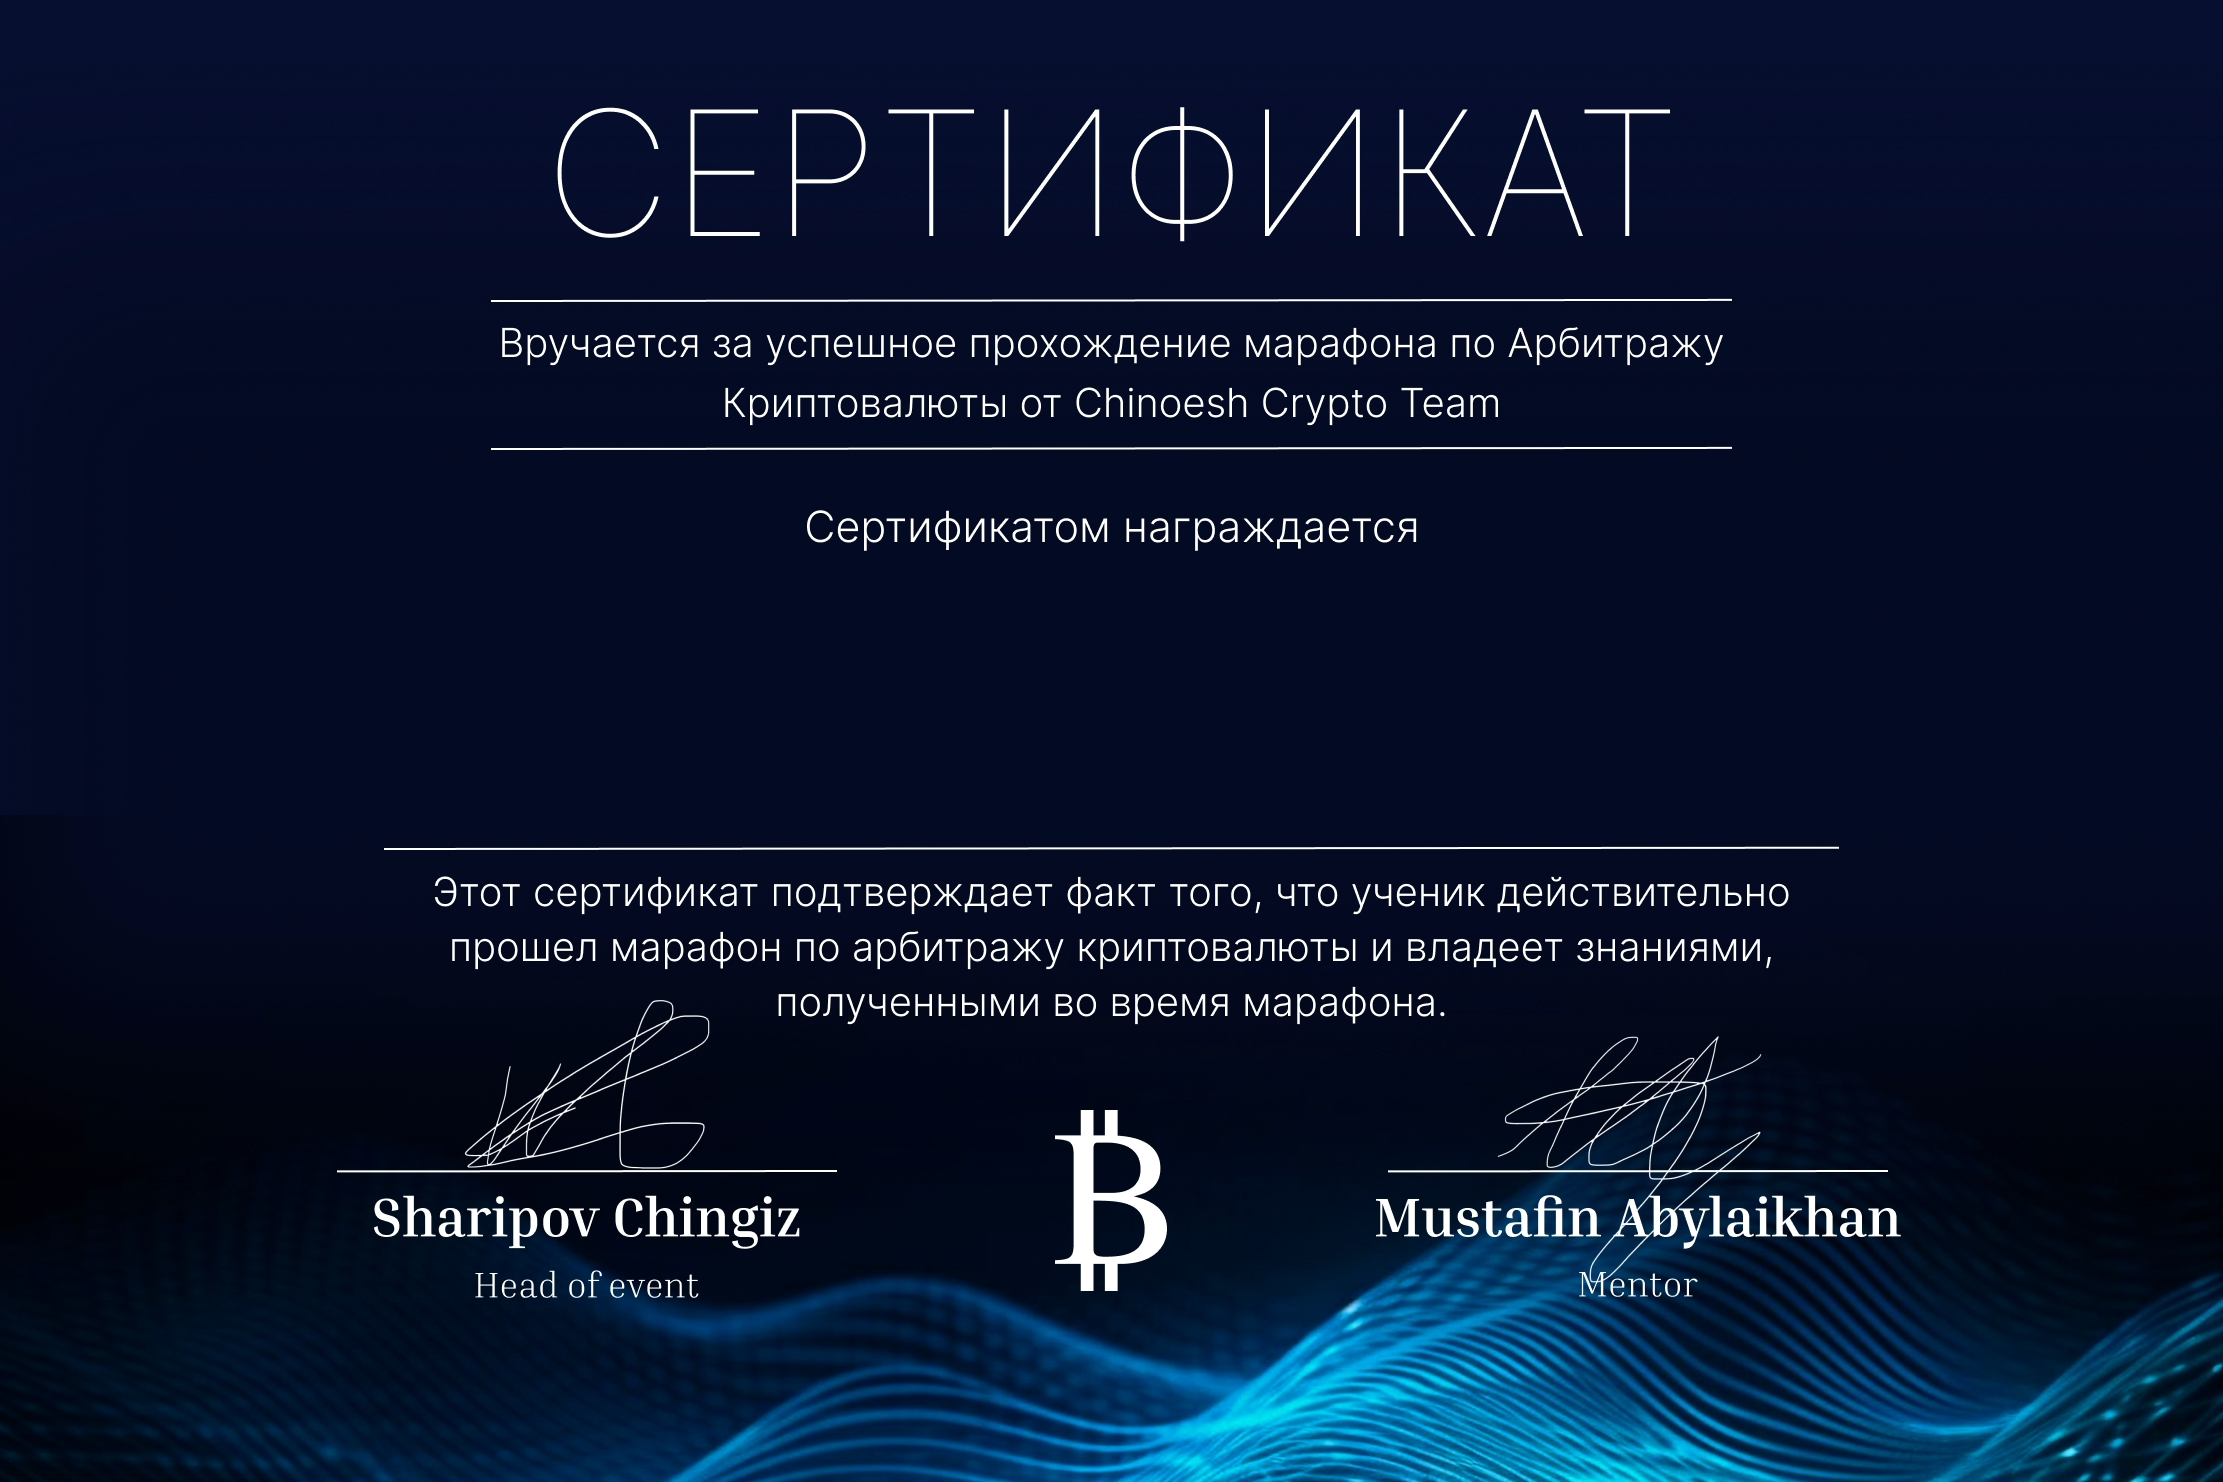 СЕРТИФИКАТ
Вручается за успешное прохождение марафона по Арбитражу
Криптовалюты от Chinoesh Crypto Team
Сертификатом награждается
Этот сертификат подтверждает факт того, что ученик действительно
прошел марафон по арбитражу криптовалюты и владеет знаниями,
полученными во время марафона.
Sharipov Chingiz
Head of event
Mustafin Abylaikhan
Mentor